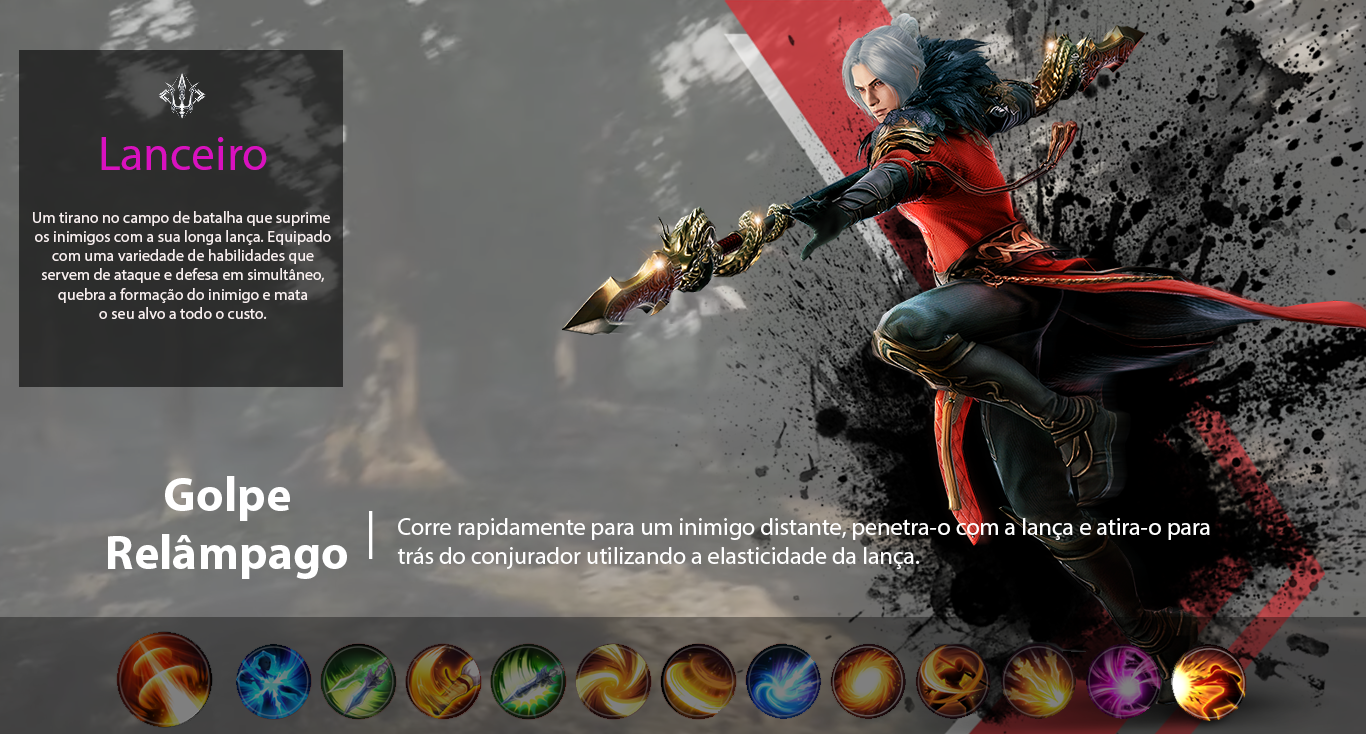 Lanceiro
Um tirano no campo de batalha que suprime
os inimigos com a sua longa lança. Equipado
com uma variedade de habilidades que
servem de ataque e defesa em simultâneo,
quebra a formação do inimigo e mata
o seu alvo a todo o custo.
Golpe
Relâmpago
Corre rapidamente para um inimigo distante, penetra-o com a lança e atira-o para
trás do conjurador utilizando a elasticidade da lança.